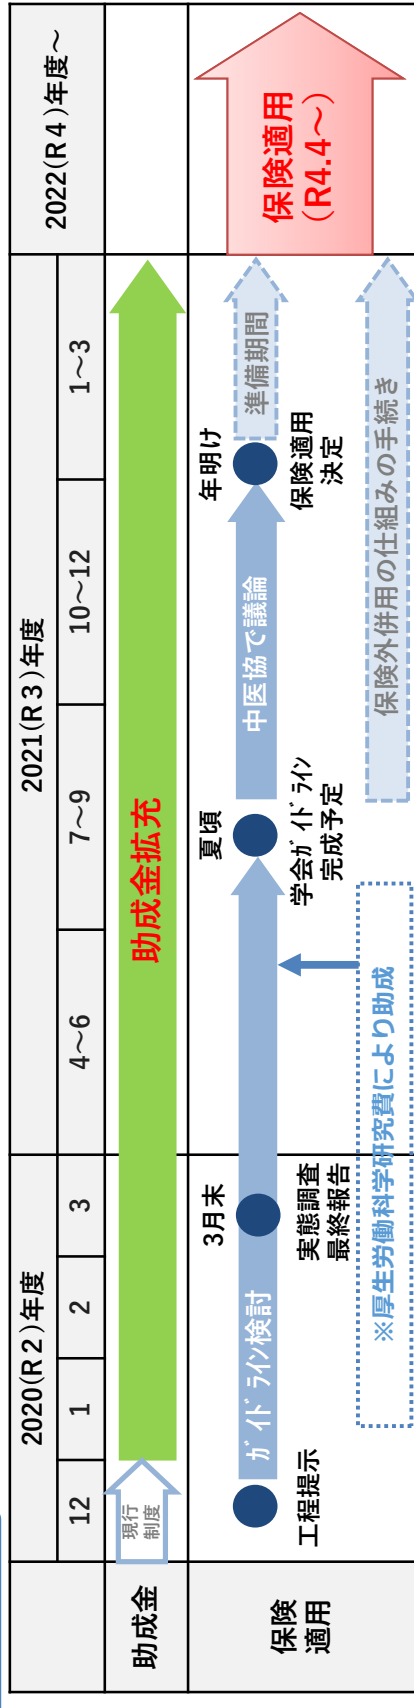 2020(R２)年度
2021(R３)年度
2022(R４)年度～
12
1
2
3
4～6
7～9
10～12
1～3
助成金
現行
制度
助成金拡充
保険
適用
工程提示
ｶﾞｲﾄﾞﾗｲﾝ検討
3月末
実態調査
最終報告
夏頃
学会ｶﾞｲﾄﾞﾗｲﾝ
完成予定
中医協で議論
年明け
保険適用
決定
準備期間
保険適用
(R4.4～)
※厚生労働科学研究費により助成
保険外併用の仕組みの手続き